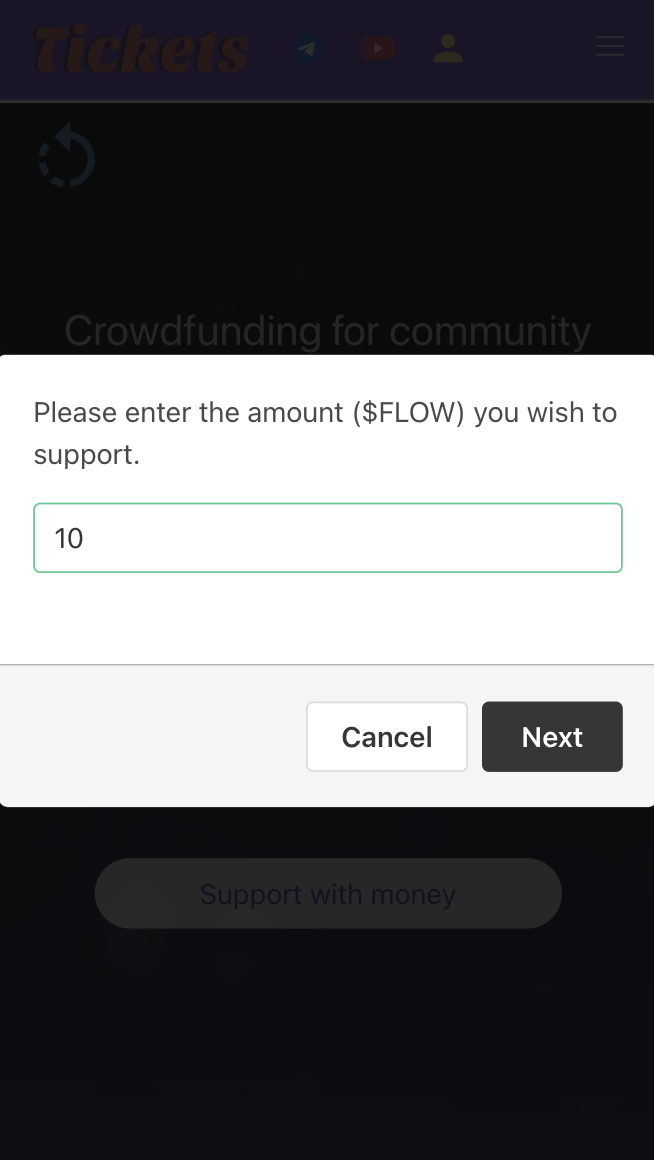 Tickets
Crowdfunding for community
Please enter the amount ($FLOW) you wish to
support.
10
Cancel
Next
Support with money